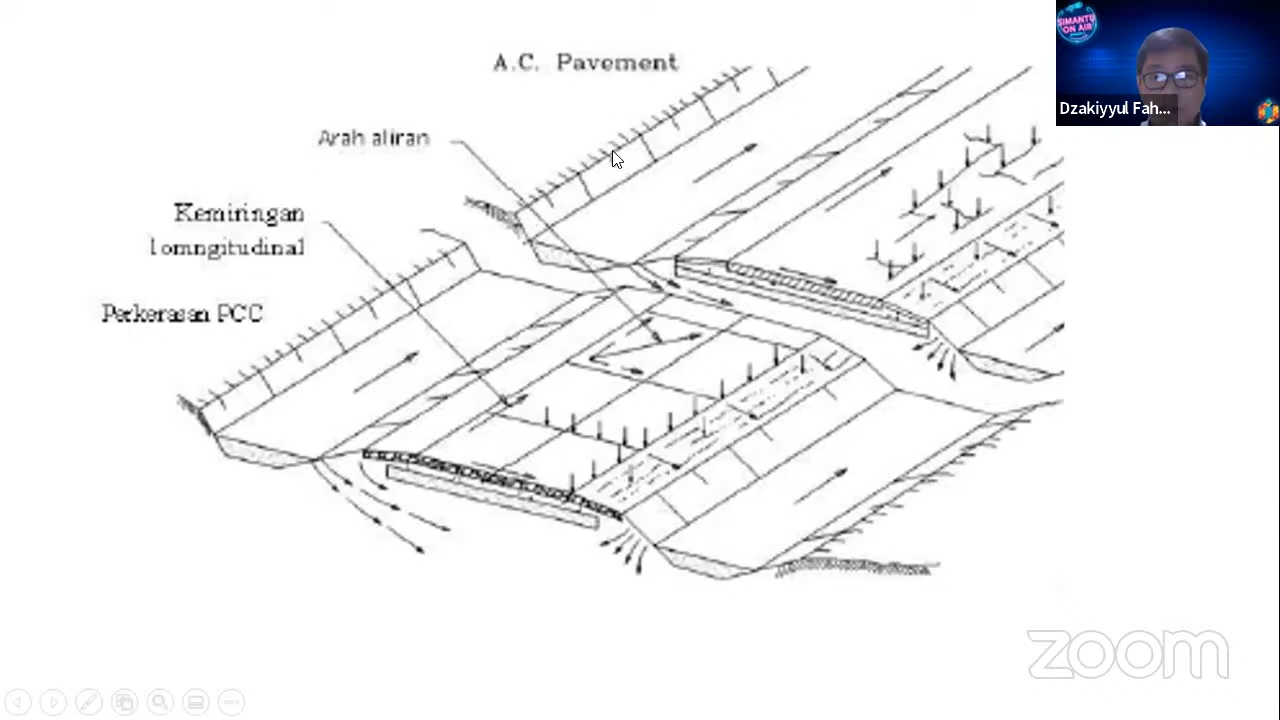 A.C. Pavement
Arah aliran
Kemiringan
lomngitudinal
Perkerasan PCC
SIMANTU
ON AIR
Dzakiyyul Fah...
zoom